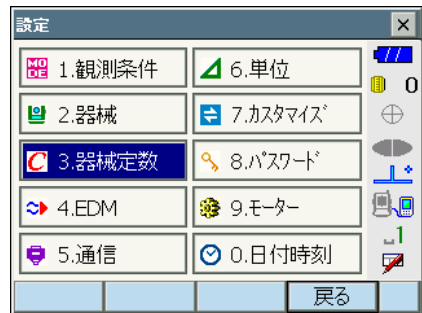 設定
MODE 1.観測条件
2.器械
C 3.器械定数
4.EDM
5.通信
6.単位
7.ｶｽﾀﾏｲｽﾞ
8.ﾊﾟｽﾜｰﾄﾞ
9.ﾓｰﾀｰ
0.日付時刻
0
1
戻る